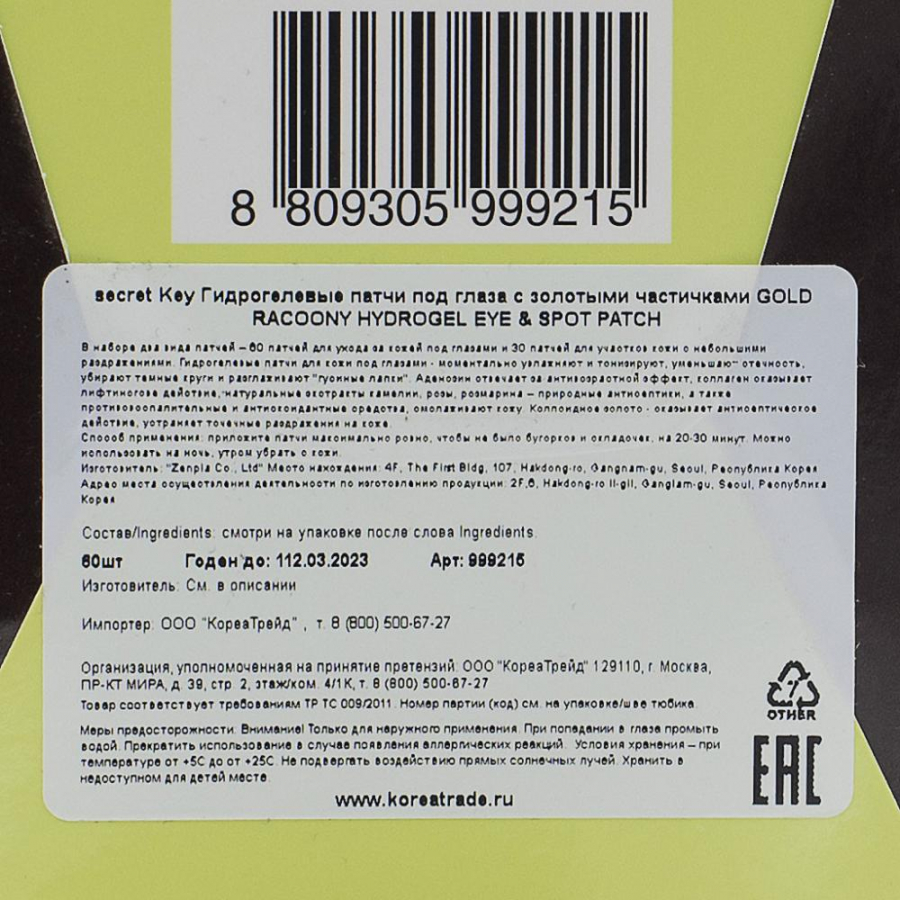 8 809305 999215
secret Key Гидрогелевые патчи под глаза с золотыми частичками GOLD
RACOONY HYDROGEL EYE & SPOT PATCH
В наборе два вида патчей – 60 патчей для ухода за кожей под глазами и 30 патчей для участков кожи с небольшими
раздражениями. Гидрогелевые патчи для кожи под глазами - моментально увлажняют и тонизируют, уменьшают отечность,
убирают темные круги и разглаживают "гусиные лапки". Аденозин отвечает за антивозрастной эффект, коллаген оказывает
лифтинговое действие, натуральные экстракты камелии, розы, розмарина – природные антисептики, а также
противовоспалительные и антиоксидантные средства, омолаживают кожу. Коллоидное золото - оказывает антисептическое
действие, устраняет точечные раздражения на коже.
Способ применения: приложите патчи максимально ровно, чтобы не было бугорков и складочек, на 20-30 минут. Можно
использовать на ночь, утром убрать с кожи.
Изготовитель: "Zenpia Co., Ltd" Место нахождения: 4F, The First Bldg, 107, Hakdong-ro, Gangnam-gu, Seoul, Республика Корея
Адрес места осуществления деятельности по изготовлению продукции: 2F,6, Hakdong-ro II-gil, Ganglam-gu, Seoul, Республика
Корея
Состав/Ingredients: смотри на упаковке после слова Ingredients.
60шт Годен до: 112.03.2023 Арт: 999215
Изготовитель: См. в описании
Импортер: ООО "КореаТрейд" , т. 8 (800) 500-67-27
Организация, уполномоченная на принятие претензий: ООО "КореаТрейд" 129110, г. Москва,
ПР-КТ МИРА, д. 39, стр. 2, этаж/ком. 4/1К, т. 8 (800) 500-67-27
Товар соответствует требованиям ТР ТС 009/2011. Номер партии (код) см. на упаковке/шве тюбика.
Меры предосторожности. Внимание! Только для наружного применения. При попадании в глаза промыть
водой. Прекратить использование в случае появления аллергических реакций. Условия хранения – при
температуре от +5С до от +25С. Не подвергать воздействию прямых солнечных лучей. Хранить в
недоступном для детей месте.
www.koreatrade.ru
7
OTHER
EAC